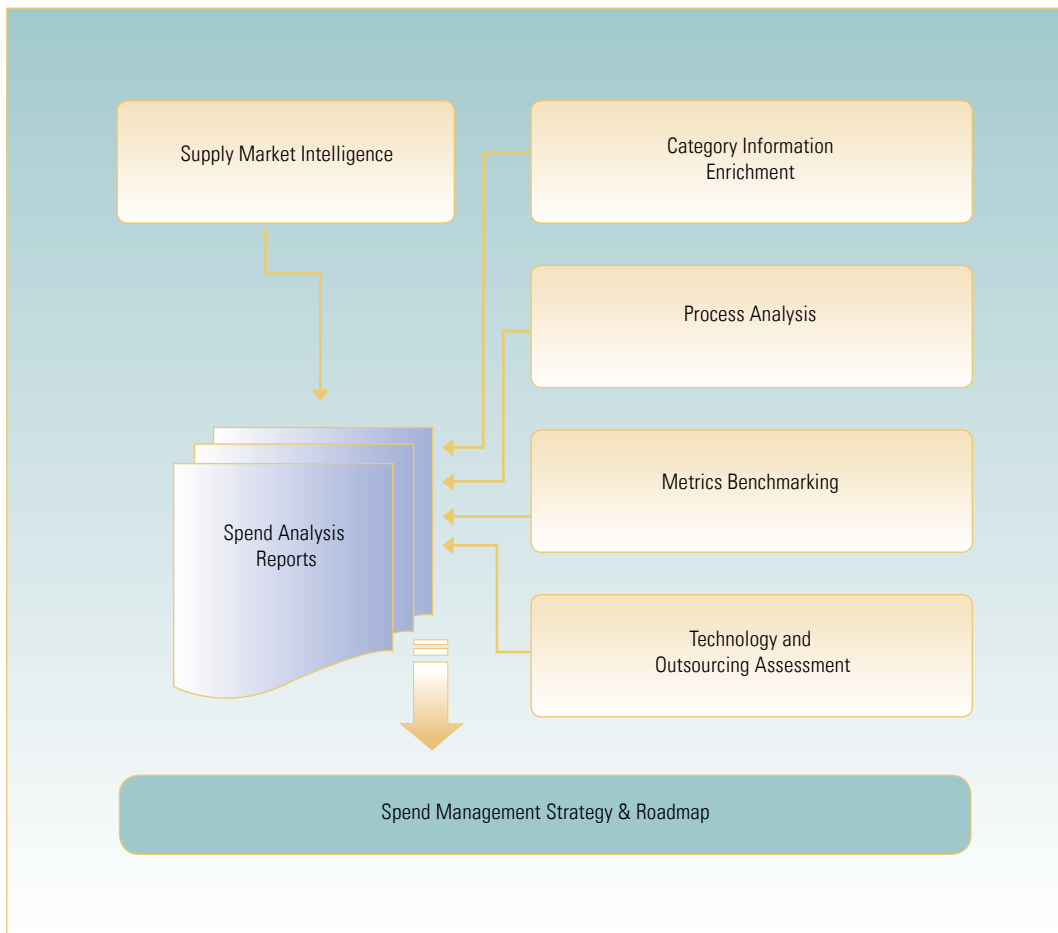 Supply Market Intelligence
Category Information
Enrichment
Process Analysis
Metrics Benchmarking
Spend Analysis
Reports
Technology and
Outsourcing Assessment
Spend Management Strategy & Roadmap